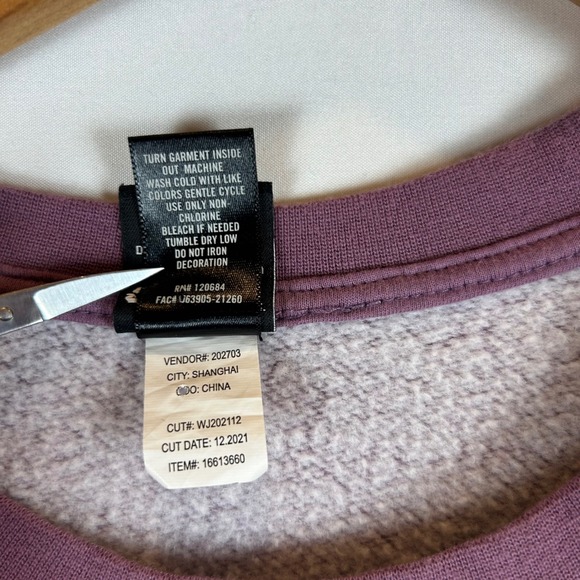 TURN GARMENT INSIDE
OUT MACHINE
WASH COLD WITH LIKE
COLORS GENTLE CYCLE
USE ONLY NON-
CHLORINE
BLEACH IF NEEDED
TUMBLE DRY LOW
DO NOT IRON
DECORATION
RN# 120684
FAC# U63905-21260
VENDOR#: 202703
CITY: SHANGHAI
COO: CHINA
CUT#: WJ202112
CUT DATE: 12.2021
ITEM#: 16613660